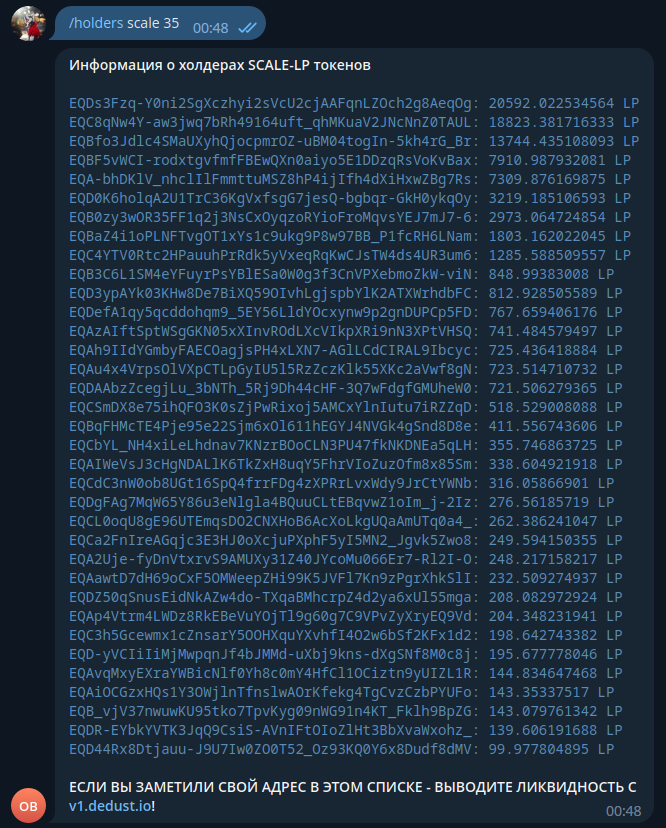 /holders scale 35
00:48
Информация о холдерах SCALE-LP токенов
EQDs3Fzq-Y0ni2SgXczhyi2sVcU2cjAAFqnLZOch2g8AeqOg: 20592.022534564 LP
EQC8qNw4Y-aw3jwq7bRh49164uft_qhMKuaV2JNcNnZ0TAUL: 18823.381716333 LP
EQBfo3Jdlc4SMaUXyhQjocpmrOZ-uBM04togIn-5kh4rG_Br: 13744.435108093 LP
EQBF5vWCI-rodxtgvfmfFBEwQXn0aiyo5E1DDzqRsVoKvBax: 7910.987932081 LP
EQA-bhDKlV_nhclIlFmmttuMSZ8hP4ijIfh4dXiHxwZBg7Rs: 7309.876169875 LP
EQD0K6holqA2U1TrC36KgVxfsgG7jesQ-bgbqr-GkH0ykqOy: 3219.185106593 LP
EQB0zy3wOR35FF1q2j3NsCxOyqzoRYioFroMqvsYEJ7mJ7-6: 2973.064724854 LP
EQBaZ4i1oPLNFTvgOT1xYs1c9ukg9P8w97BB_P1fcRH6LNam: 1803.162022045 LP
EQC4YTV0Rtc2HPauuhPrRdk5yVxeqRqKwCJsTW4ds4UR3um6: 1285.588509557 LP
EQB3C6L1SM4eYFuyrPsYBlESa0W0g3f3CnVPXebmoZkW-viN: 848.99383008 LP
EQD3ypAYk03KHw8De7BiXQ59OIvhLgjspbYlK2ATXWrhdbFC: 812.928505589 LP
EQDefA1qy5qcddohqm9_5EY56LldYOcxynw9p2gnDUPCp5FD: 767.659406176 LP
EQAzAIftSptWSgGKN05xXInvROdLXcVIkpXRi9nN3XPtVHSQ: 741.484579497 LP
EQAh9IIdYGmbyFAECOagjsPH4xLXN7-AGlLCdCIRAL9Ibcyc: 725.436418884 LP
EQAu4x4VrpsOlVXpCTLpGyIU5l5RzZczKlk55XKc2aVwf8gN: 723.514710732 LP
EQDAAbzZcegjLu_3bNTh_5Rj9Dh44cHF-3Q7wFdgfGMUheW0: 721.506279365 LP
EQCSmDX8e75ihQFO3K0sZjPwRixoj5AMCxYlnIutu7iRZZqD: 518.529008088 LP
EQBqFHMcTE4Pje95e22Sjm6xOl611hEGYJ4NVGk4gSnd8D8e: 411.556743606 LP
EQCbYL_NH4xiLeLhdnav7KNzrBOoCLN3PU47fkNKDNEa5qLH: 355.746863725 LP
EQAIWeVsJ3cHgNDALlK6TkZxH8uqY5FhrVIoZuzOfm8x85Sm: 338.604921918 LP
EQCdC3nW0ob8UGt16SpQ4frrFDg4zXPRrLvxWdy9JrCtYWNb: 316.05866901 LP
EQDgFAg7MqW65Y86u3eNlgla4BQuuCLtEBqvwZ1oIm_j-2Iz: 276.56185719 LP
EQCL0oqU8gE96UTEmqsDO2CNXHoB6AcXoLkgUQaAmUTq0a4_: 262.386241047 LP
EQCa2FnIreAGqjc3E3HJ0oXcjuPXphF5yI5MN2_Jgvk5Zwo8: 249.594150355 LP
EQA2Uje-fyDnVtxrvS9AMUXy31Z40JYcoMu066Er7-Rl2I-O: 248.217158217 LP
EQAawtD7dH69oCxF5OMWeepZHi99K5JVFl7Kn9zPgrXhkSlI: 232.509274937 LP
EQDZ50qSnusEidNkAZw4do-TXqaBMhcrpZ4d2ya6xUl55mga: 208.082972924 LP
EQAp4Vtrm4LWDz8RkEBeVuYOjTl9g60g7C9VPvZyXryEQ9Vd: 204.348231941 LP
EQC3h5Gcewmx1cZnsarY5OOHXquYXvhfI4O2w6bSf2KFx1d2: 198.642743382 LP
EQD-yVCIiIiMjMwpqnJf4bJMMd-uXbj9kns-dXgSNf8M0c8j: 195.677778046 LP
EQAvqMxyEXraYWBicNlf0Yh8c0mY4HfCl1OCiztn9yUIZL1R: 144.834647468 LP
EQAiOCGzxHQs1Y3OWjlnTfnslwAOrKfekg4TgCvzCzbPYUFo: 143.35337517 LP
EQB_vjV37nwuwKU95tko7TpvKyg09nWG91n4KT_Fklh9BpZG: 143.079761342 LP
EQDR-EYbkYVTK3JqQ9CsiS-AVnIFtOIoZlHt3BbXvaWxohz_: 139.606191688 LP
EQD44Rx8Dtjauu-J9U7Iw0ZO0T52_Oz93KQ0Y6x8Dudf8dMV: 99.977804895 LP
ЕСЛИ ВЫ ЗАМЕТИЛИ СВОЙ АДРЕС В ЭТОМ СПИСКЕ - ВЫВОДИТЕ ЛИКВИДНОСТЬ С
v1.dedust.io!
ОВ
00:48